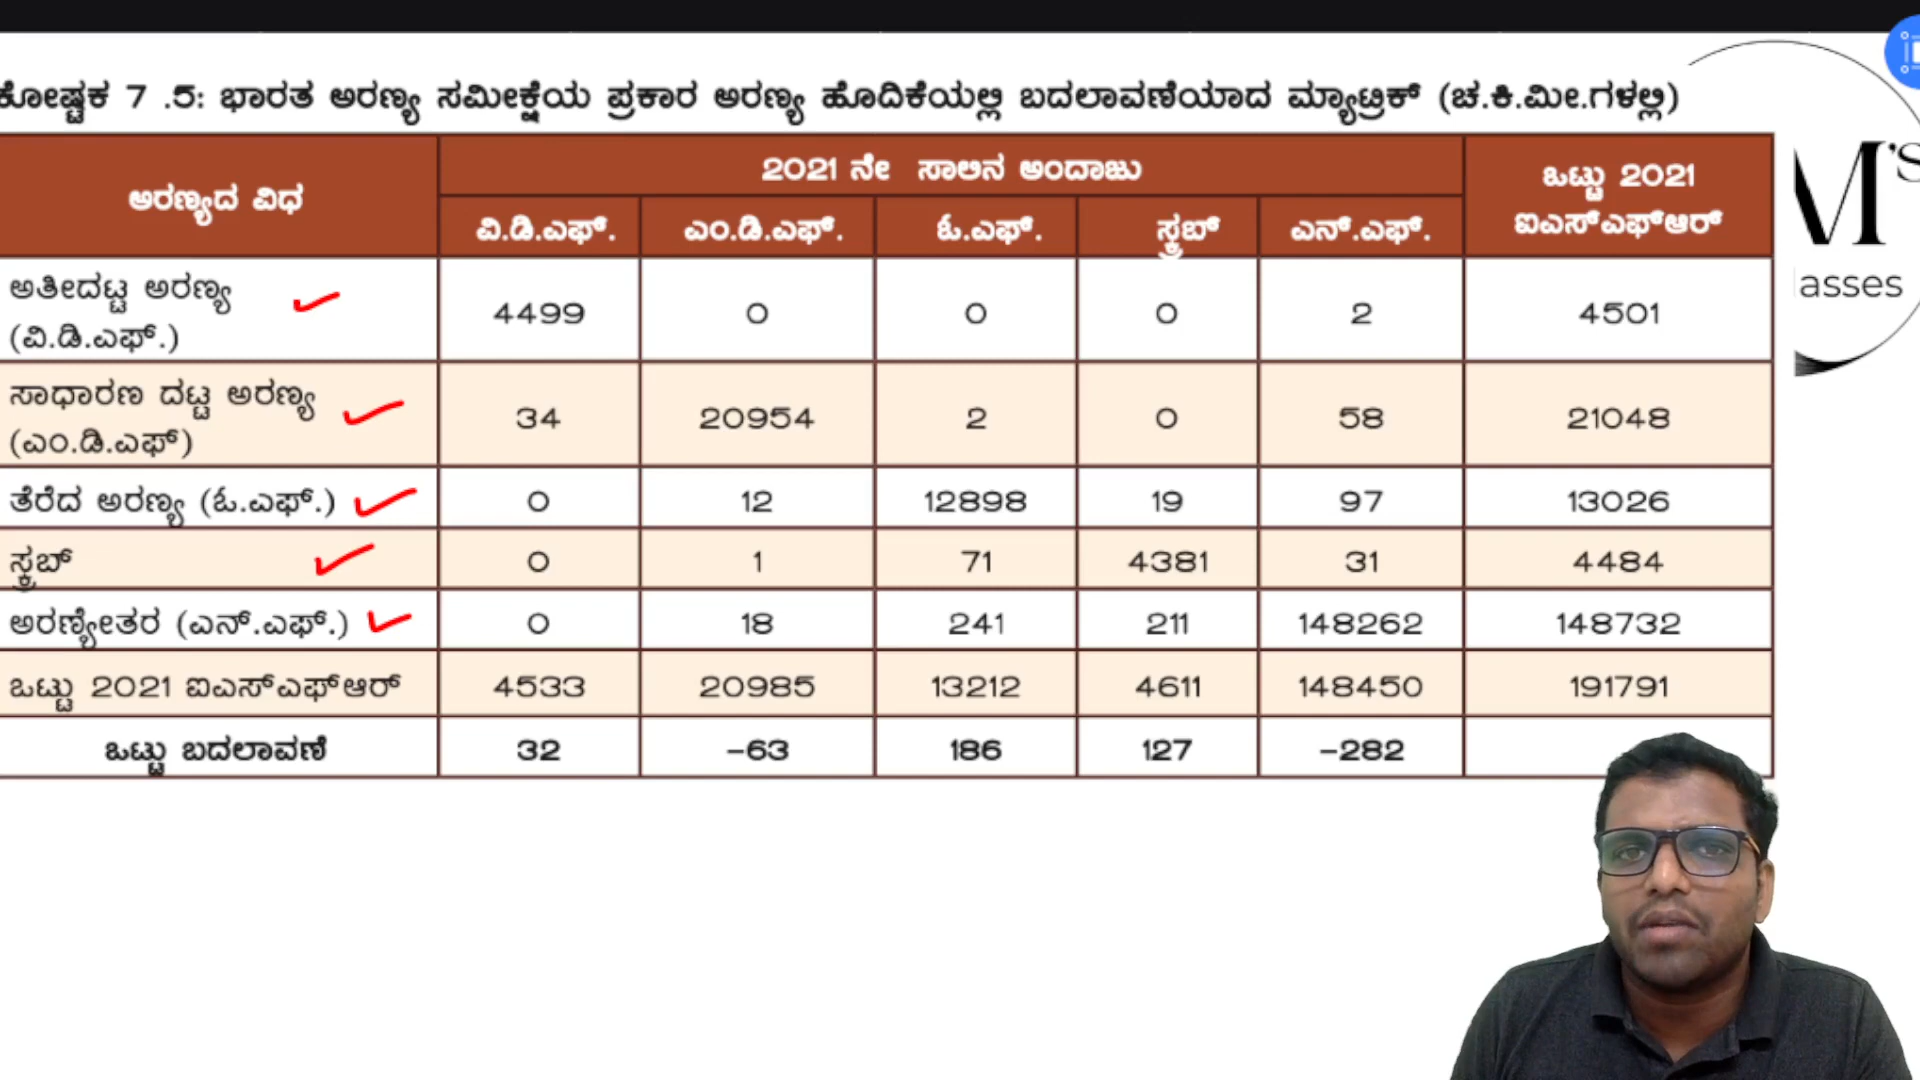 ಕೋಷ್ಟಕ 7 .5: ಭಾರತ ಅರಣ್ಯ ಸಮೀಕ್ಷೆಯ ಪ್ರಕಾರ ಅರಣ್ಯ ಹೊದಿಕೆಯಲ್ಲಿ ಬದಲಾವಣೆಯಾದ ಮ್ಯಾಟ್ರಿಕ್ (ಚ.ಕಿ.ಮೀ.ಗಳಲ್ಲಿ)
ಅರಣ್ಯದ ವಿಧ 2021 ನೇ ಸಾಲಿನ ಅಂದಾಜು ಒಟ್ಟು 2021 ಐಎಸ್ಎಫ್ಆರ್
ವಿ.ಡಿ.ಎಫ್. ಎಂ.ಡಿ.ಎಫ್. ಓ.ಎಫ್. ಸ್ಕ್ರಬ್ ಎನ್.ಎಫ್.
ಅತೀದಟ್ಟ ಅರಣ್ಯ (ವಿ.ಡಿ.ಎಫ್.) 4499 0 0 0 2 4501
ಸಾಧಾರಣ ದಟ್ಟ ಅರಣ್ಯ (ಎಂ.ಡಿ.ಎಫ್) 34 20954 2 0 58 21048
ತೆರೆದ ಅರಣ್ಯ (ಓ.ಎಫ್.) 0 12 12898 19 97 13026
ಸ್ಕ್ರಬ್ 0 1 71 4381 31 4484
ಅರಣ್ಯೇತರ (ಎನ್.ಎಫ್.) 0 18 241 211 148262 148732
ಒಟ್ಟು 2021 ಐಎಸ್ಎಫ್ಆರ್ 4533 20985 13212 4611 148450 191791
ಒಟ್ಟು ಬದಲಾವಣೆ 32 -63 186 127 -282
M's
lasses